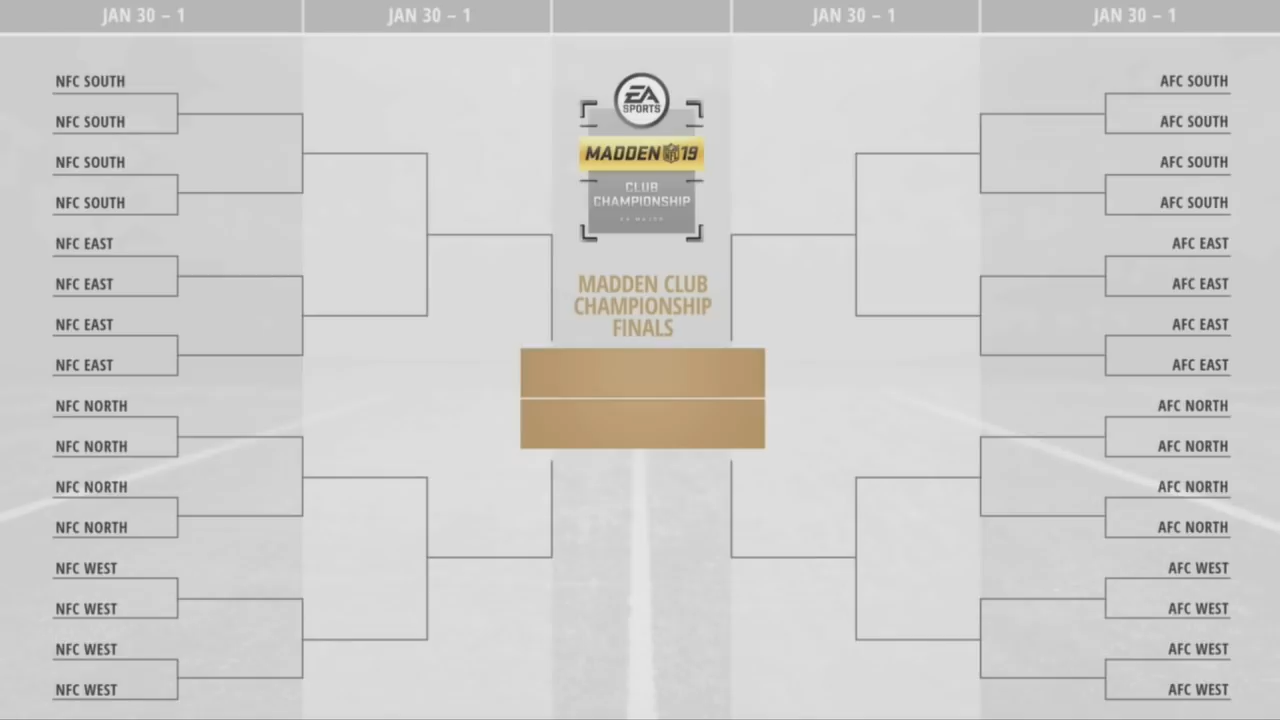 JAN 30 – 1
JAN 30 – 1
JAN 30 – 1
JAN 30 – 1
NFC SOUTH
NFC SOUTH
NFC SOUTH
NFC SOUTH
NFC EAST
NFC EAST
NFC EAST
NFC EAST
NFC NORTH
NFC NORTH
NFC NORTH
NFC NORTH
NFC WEST
NFC WEST
NFC WEST
NFC WEST
EA
SPORTS
MADDEN NFL 19
CLUB
CHAMPIONSHIP
EA MAJOR
MADDEN CLUB
CHAMPIONSHIP
FINALS
AFC SOUTH
AFC SOUTH
AFC SOUTH
AFC SOUTH
AFC EAST
AFC EAST
AFC EAST
AFC EAST
AFC NORTH
AFC NORTH
AFC NORTH
AFC NORTH
AFC WEST
AFC WEST
AFC WEST
AFC WEST